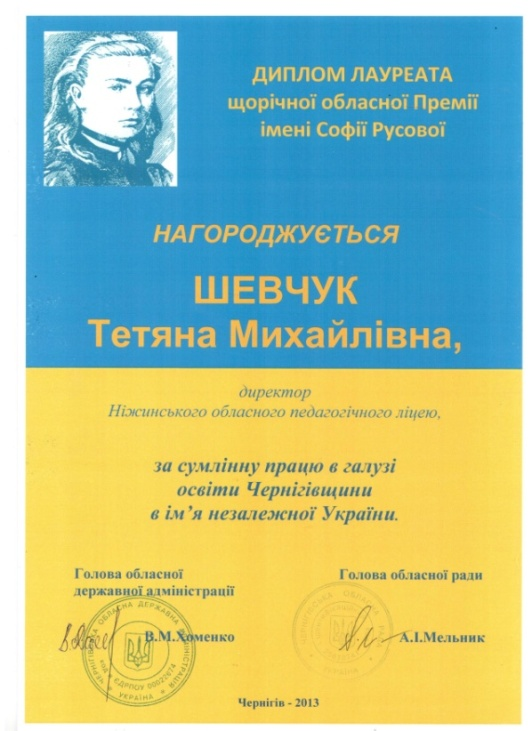 ДИПЛОМ ЛАУРЕАТА
щорічної обласної Премії
імені Софії Русової
НАГОРОДЖУЄТЬСЯ
ШЕВЧУК
Тетяна Михайлівна,
директор
Ніжинського обласного педагогічного ліцею,
за сумлінну працю в галузі
освіти Чернігівщини
в ім’я незалежної України.
Голова обласної
державної адміністрації
В.М.Хоменко
Голова обласної ради
А.І.Мельник
Чернігів - 2013